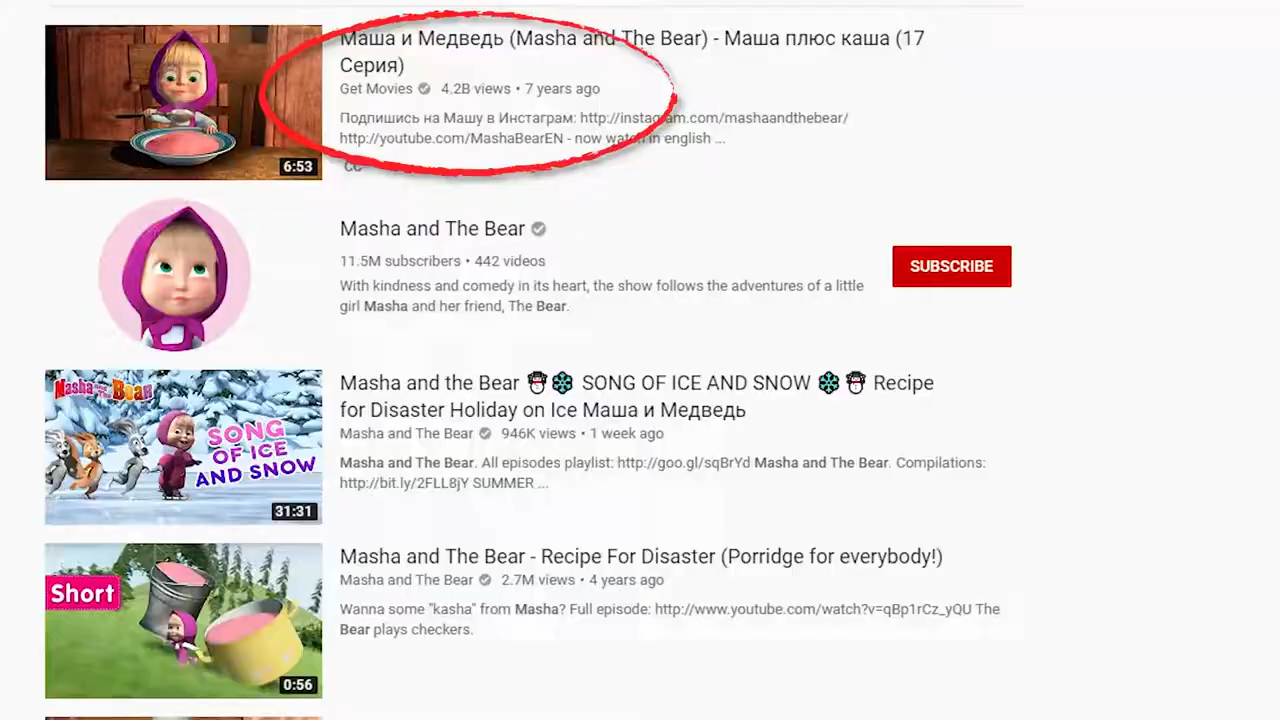 Маша и Медведь (Masha and The Bear) - Маша плюс каша (17
Серия)
Get Movies 4.2B views • 7 years ago
Подпишись на Машу в Инстаграм: http://instagram.com/mashaandthebear/
http://youtube.com/MashaBearEN - now watch in english ...
6:53
CC
Masha and The Bear
11.5M subscribers • 442 videos
SUBSCRIBE
With kindness and comedy in its heart, the show follows the adventures of a little
girl Masha and her friend, The Bear.
Masha and the Bear
SONG
OF ICE
AND SNOW
31:31
Masha and the Bear ☃️❄️ SONG OF ICE AND SNOW ❄️☃️ Recipe
for Disaster Holiday on Ice Маша и Медведь
Masha and The Bear 946K views • 1 week ago
Masha and The Bear. All episodes playlist: http://goo.gl/sqBrYd Masha and The Bear. Compilations:
http://bit.ly/2FLL8jY SUMMER ...
Short
0:56
Masha and The Bear - Recipe For Disaster (Porridge for everybody!)
Masha and The Bear 2.7M views • 4 years ago
Wanna some "kasha" from Masha? Full episode: http://www.youtube.com/watch?v=qBp1rCz_yQU The
Bear plays checkers.